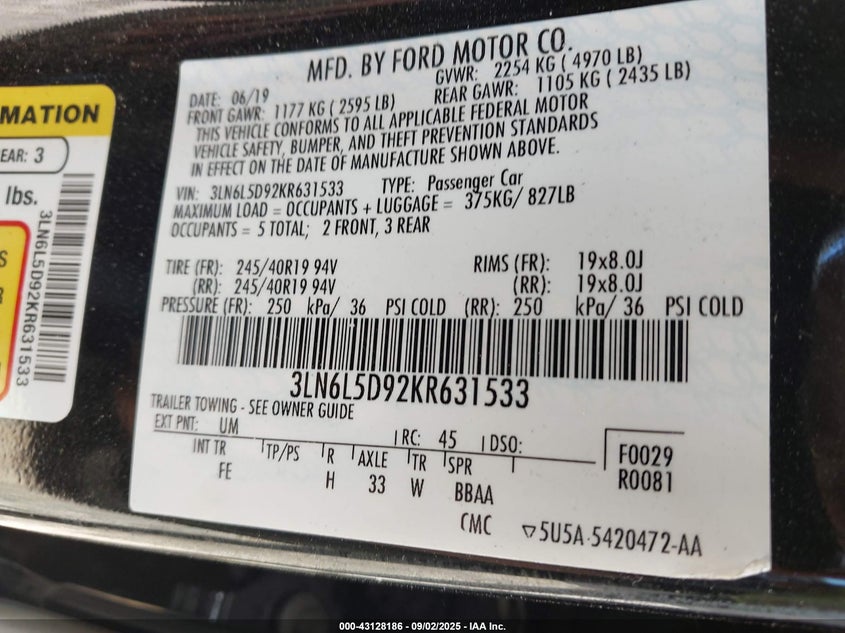 MATION
EAR: 3
lbs.
3LN6L5D92KR631533
MFD. BY FORD MOTOR CO.
DATE: 06/19 GVWR: 2254 KG ( 4970 LB)
FRONT GAWR: 1177 KG ( 2595 LB) REAR GAWR: 1105 KG ( 2435 LB)
THIS VEHICLE CONFORMS TO ALL APPLICABLE FEDERAL MOTOR
VEHICLE SAFETY, BUMPER, AND THEFT PREVENTION STANDARDS
IN EFFECT ON THE DATE OF MANUFACTURE SHOWN ABOVE.
VIN: 3LN6L5D92KR631533 TYPE: Passenger Car
MAXIMUM LOAD = OCCUPANTS + LUGGAGE = 375KG/ 827LB
OCCUPANTS = 5 TOTAL; 2 FRONT, 3 REAR
TIRE (FR): 245/40R19 94V RIMS (FR): 19x8.0J
(RR): 245/40R19 94V (RR): 19x8.0J
PRESSURE (FR): 250 kPa/ 36 PSI COLD (RR): 250 kPa/ 36 PSI COLD
3LN6L5D92KR631533
TRAILER TOWING - SEE OWNER GUIDE
EXT PNT: UM RC: 45 DSO: F0029
INT TR TP/PS R AXLE TR SPR R0081
FE H 33 W BBAA
CMC 5U5A-5420472-AA
000-43128186 - 09/02/2025 - IAA Inc.